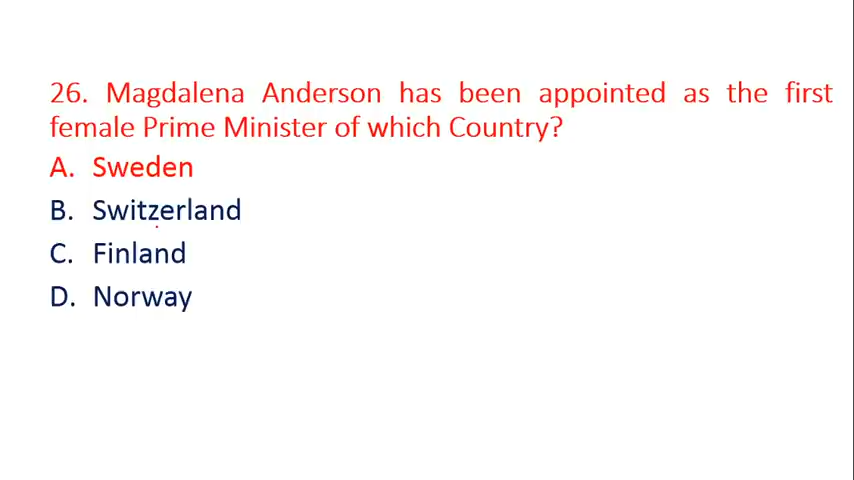 26. Magdalena Anderson has been appointed as the first
female Prime Minister of which Country?
A. Sweden
B. Switzerland
C. Finland
D. Norway